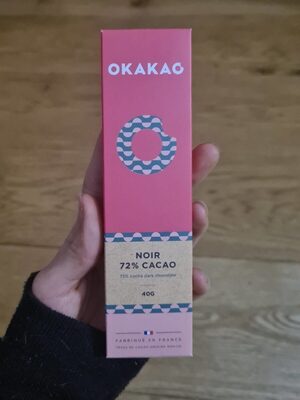 OKAKAO
NOIR
72% CACAO
72% cocoa dark chocolate
40G
FABRIQUÉ EN FRANCE